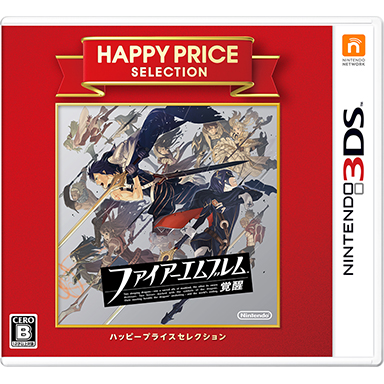 HAPPY PRICE
SELECTION
NINTENDO
NETWORK
NINTENDO 3DS
ファイアーエムブレム
覚醒
Nintendo
CERO
B
ハッピープライスセレクション